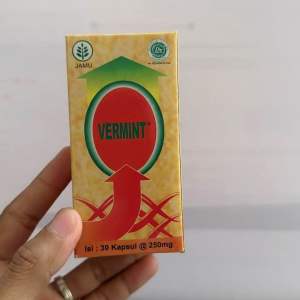 JAMU
VERMINT
Isi : 30 Kapsul @ 250mg